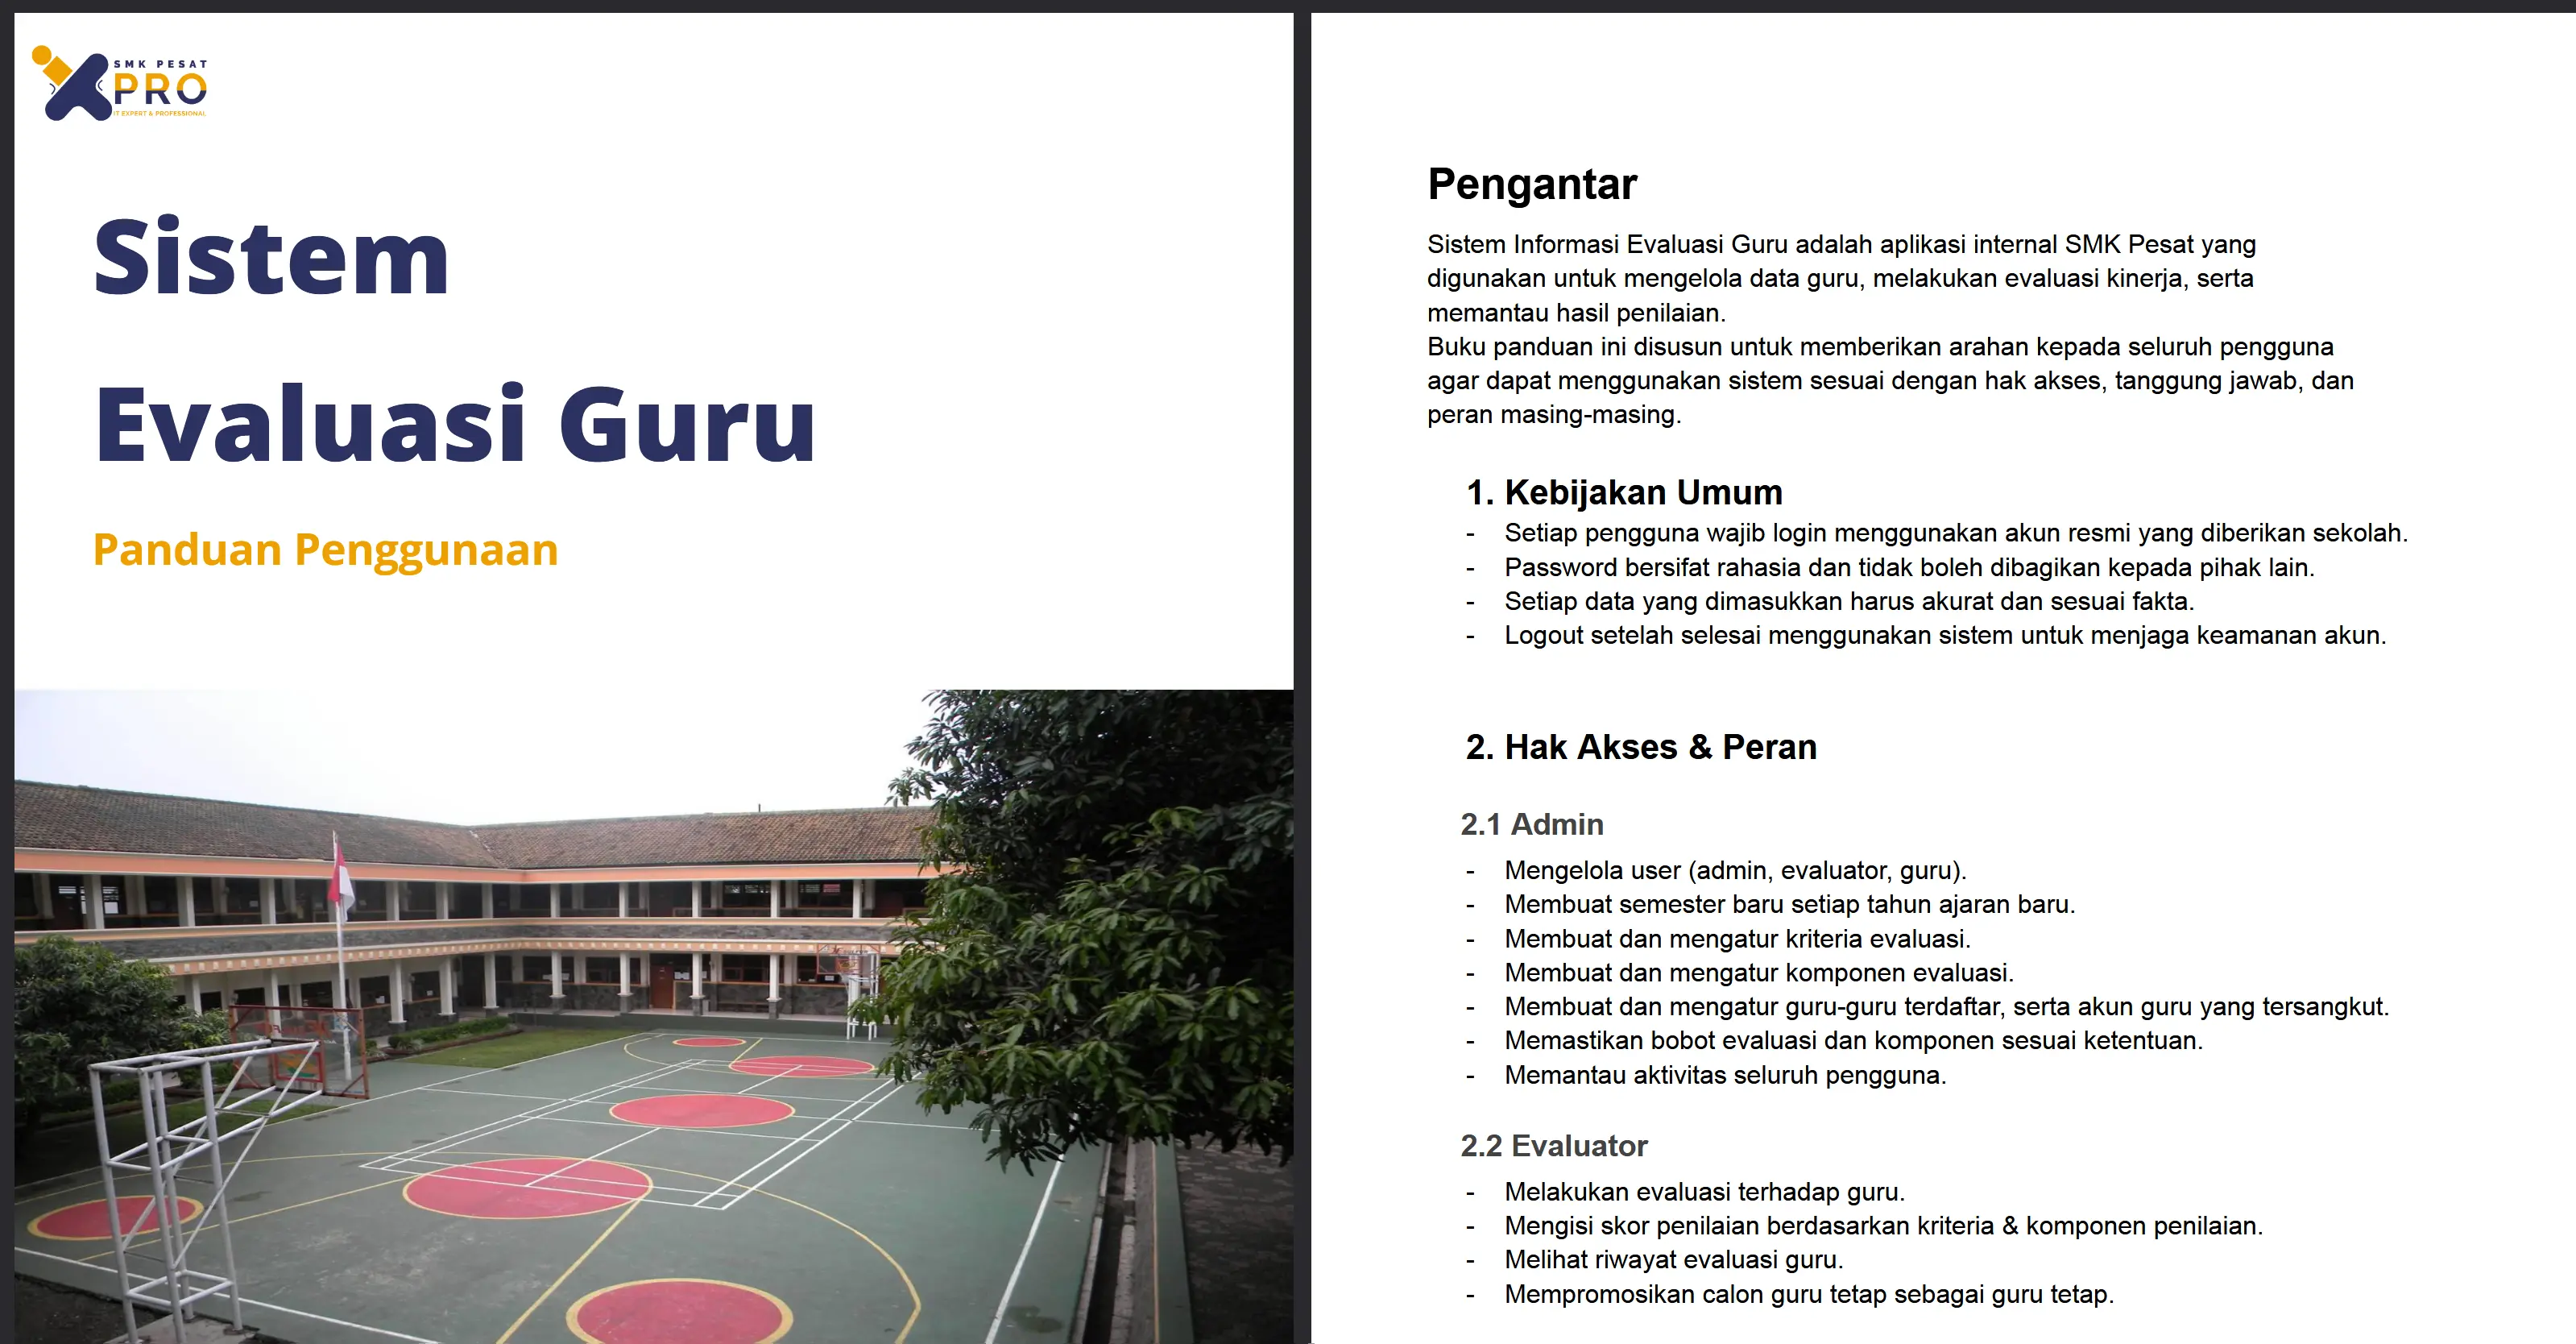 SMK PESAT
PRO
IT EXPERT & PROFESSIONAL
Sistem
Evaluasi Guru
Panduan Penggunaan
Pengantar
Sistem Informasi Evaluasi Guru adalah aplikasi internal SMK Pesat yang
digunakan untuk mengelola data guru, melakukan evaluasi kinerja, serta
memantau hasil penilaian.
Buku panduan ini disusun untuk memberikan arahan kepada seluruh pengguna
agar dapat menggunakan sistem sesuai dengan hak akses, tanggung jawab, dan
peran masing-masing.
1. Kebijakan Umum
- Setiap pengguna wajib login menggunakan akun resmi yang diberikan sekolah.
- Password bersifat rahasia dan tidak boleh dibagikan kepada pihak lain.
- Setiap data yang dimasukkan harus akurat dan sesuai fakta.
- Logout setelah selesai menggunakan sistem untuk menjaga keamanan akun.
2. Hak Akses & Peran
2.1 Admin
- Mengelola user (admin, evaluator, guru).
- Membuat semester baru setiap tahun ajaran baru.
- Membuat dan mengatur kriteria evaluasi.
- Membuat dan mengatur komponen evaluasi.
- Membuat dan mengatur guru-guru terdaftar, serta akun guru yang tersangkut.
- Memastikan bobot evaluasi dan komponen sesuai ketentuan.
- Memantau aktivitas seluruh pengguna.
2.2 Evaluator
- Melakukan evaluasi terhadap guru.
- Mengisi skor penilaian berdasarkan kriteria & komponen penilaian.
- Melihat riwayat evaluasi guru.
- Mempromosikan calon guru tetap sebagai guru tetap.